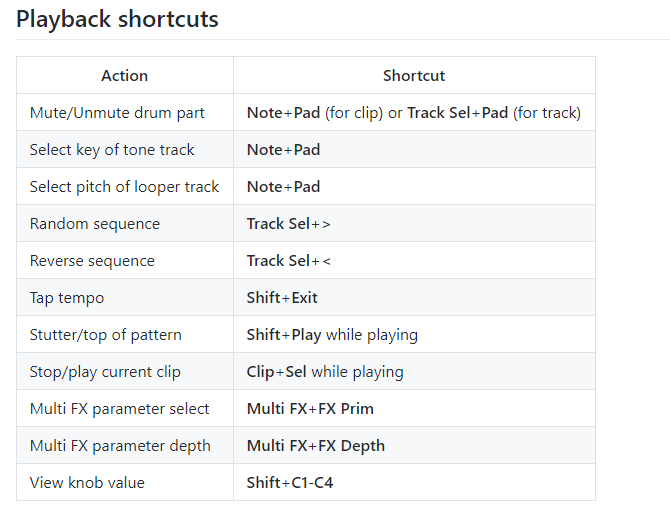 Playback shortcuts
Action Shortcut
Mute/Unmute drum part Note+Pad (for clip) or Track Sel+Pad (for track)
Select key of tone track Note+Pad
Select pitch of looper track Note+Pad
Random sequence Track Sel+>
Reverse sequence Track Sel+<
Tap tempo Shift+Exit
Stutter/top of pattern Shift+Play while playing
Stop/play current clip Clip+Sel while playing
Multi FX parameter select Multi FX+FX Prim
Multi FX parameter depth Multi FX+FX Depth
View knob value Shift+C1-C4